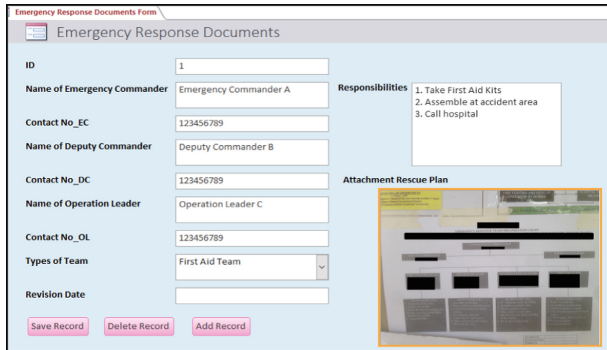 Emergency Response Documents Form
Emergency Response Documents
ID
1
Name of Emergency Commander
Emergency Commander A
Contact No_EC
123456789
Name of Deputy Commander
Deputy Commander B
Contact No_DC
123456789
Name of Operation Leader
Operation Leader C
Contact No_OL
123456789
Types of Team
First Aid Team
Revision Date
Responsibilities
1. Take First Aid Kits
2. Assemble at accident area
3. Call hospital
Attachment Rescue Plan
Save Record
Delete Record
Add Record